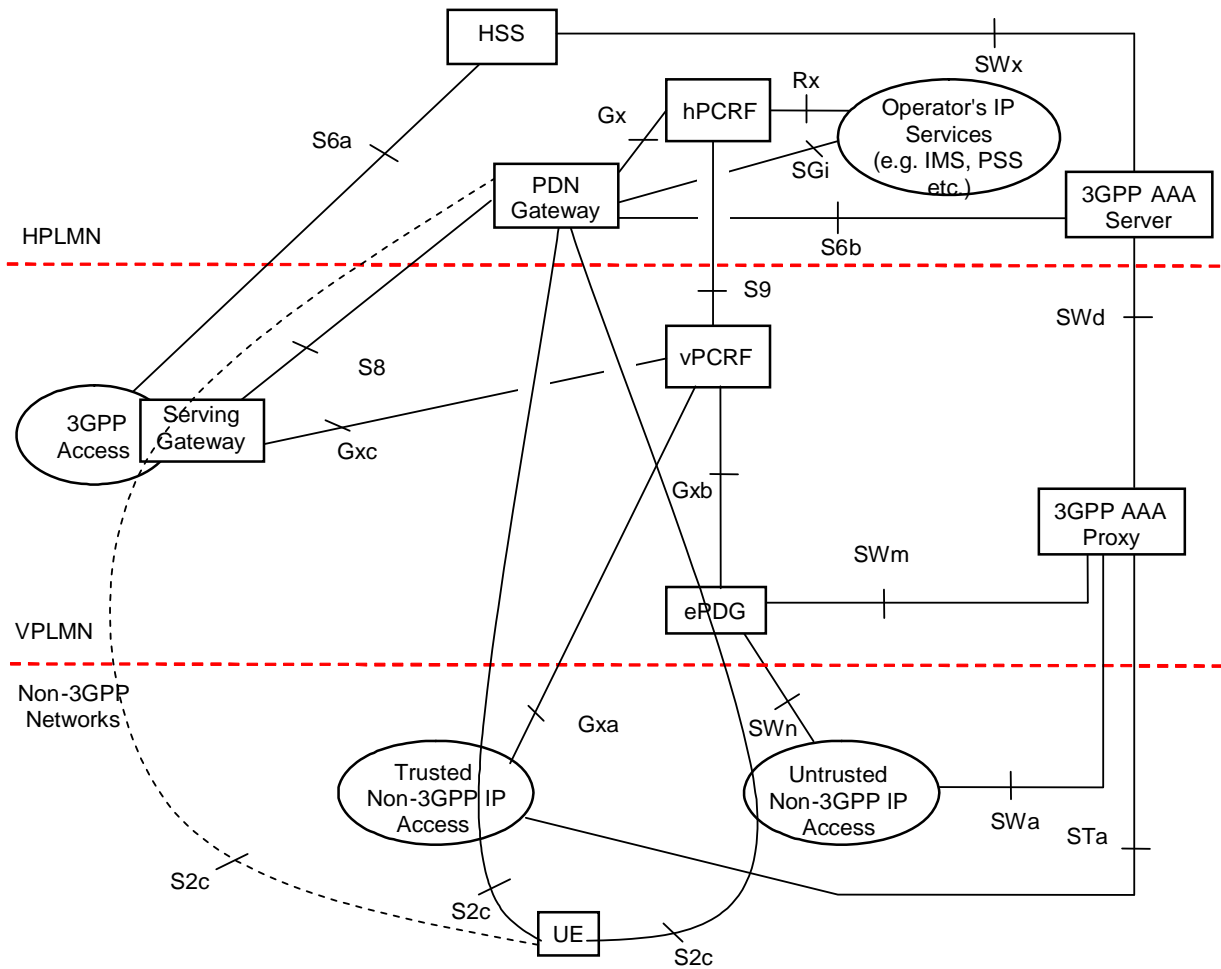 HSS
SWx
Rx
Gx
hPCRF
Operator's IP
Services
(e.g. IMS, PSS
etc.)
S6a
SGi
PDN
Gateway
3GPP AAA
Server
HPLMN
S6b
S9
SWd
vPCRF
S8
3GPP
Access
Serving
Gateway
Gxc
Gxb
3GPP AAA
Proxy
SWm
ePDG
VPLMN
Non-3GPP
Networks
Gxa
SWn
Trusted
Non-3GPP IP
Access
Untrusted
Non-3GPP IP
Access
SWa
STa
S2c
S2c
UE
S2c